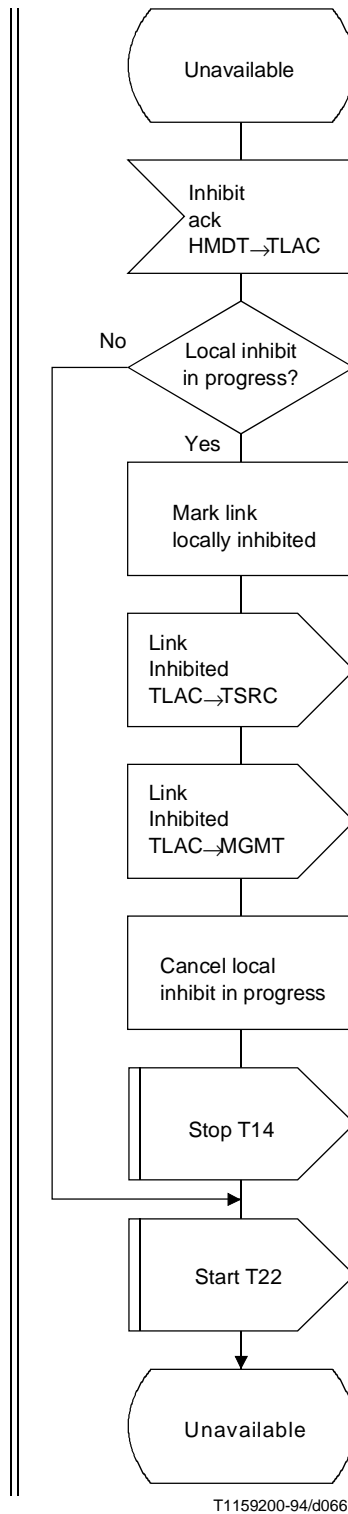 Unavailable
Inhibit
ack
HMDT→TLAC
No
Local inhibit
in progress?
Yes
Mark link
locally inhibited
Link
Inhibited
TLAC→TSRC
Link
Inhibited
TLAC→MGMT
Cancel local
inhibit in progress
Stop T14
Start T22
Unavailable
T1159200-94/d066